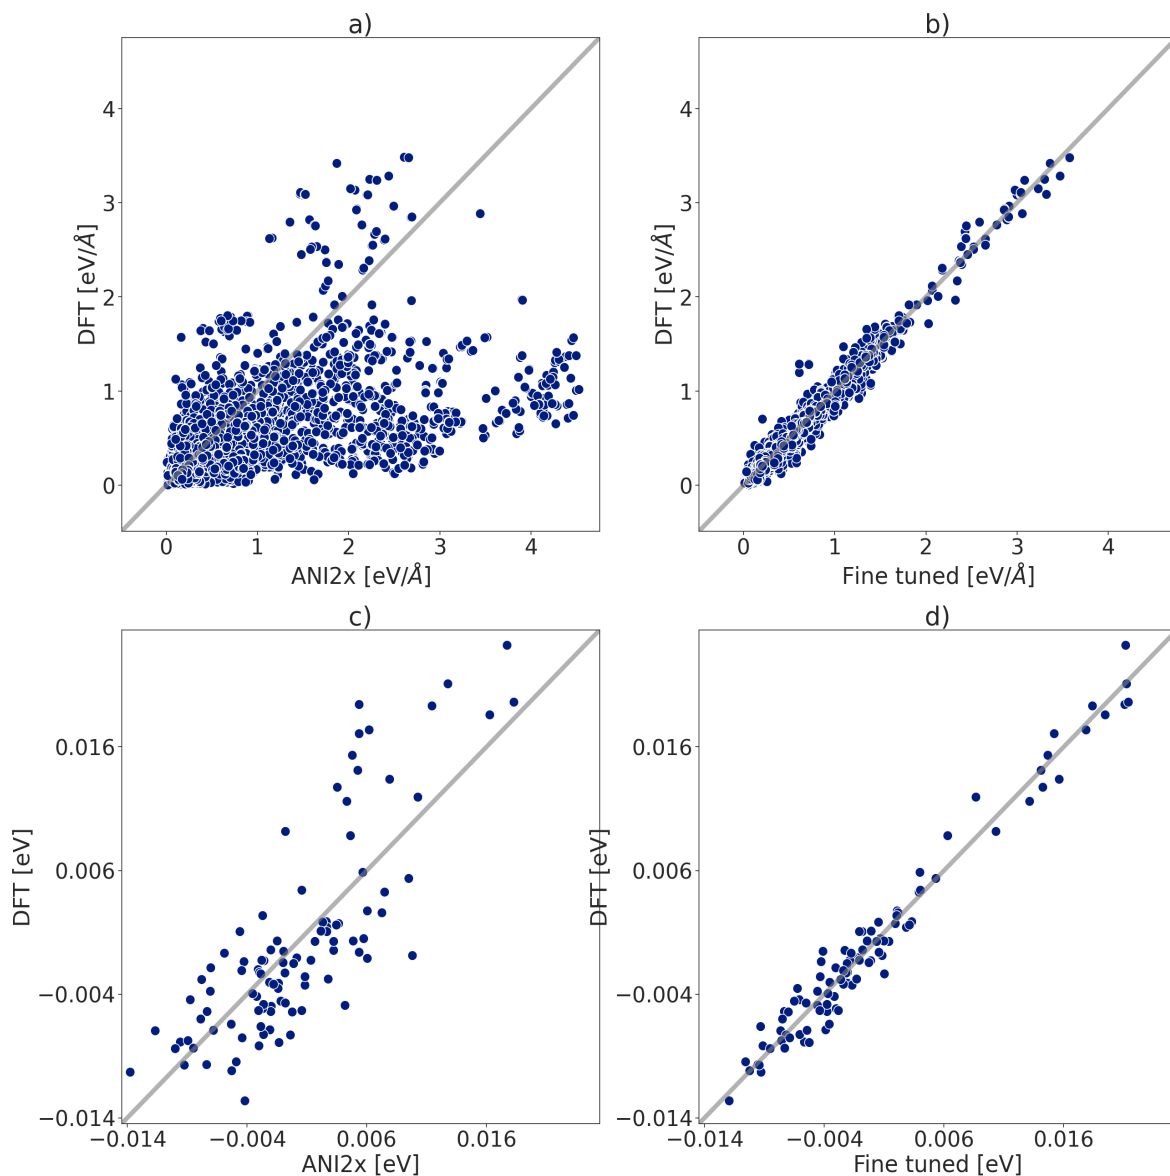 a)
4
3
2
1
0
DFT [eV/Å]
0 1 2 3 4
ANI2x [eV/Å]
b)
4
3
2
1
0
DFT [eV/Å]
0 1 2 3 4
Fine tuned [eV/Å]
c)
0.016
0.006
−0.004
−0.014
DFT [eV]
−0.014 −0.004 0.006 0.016
ANI2x [eV]
d)
0.016
0.006
−0.004
−0.014
DFT [eV]
−0.014 −0.004 0.006 0.016
Fine tuned [eV]